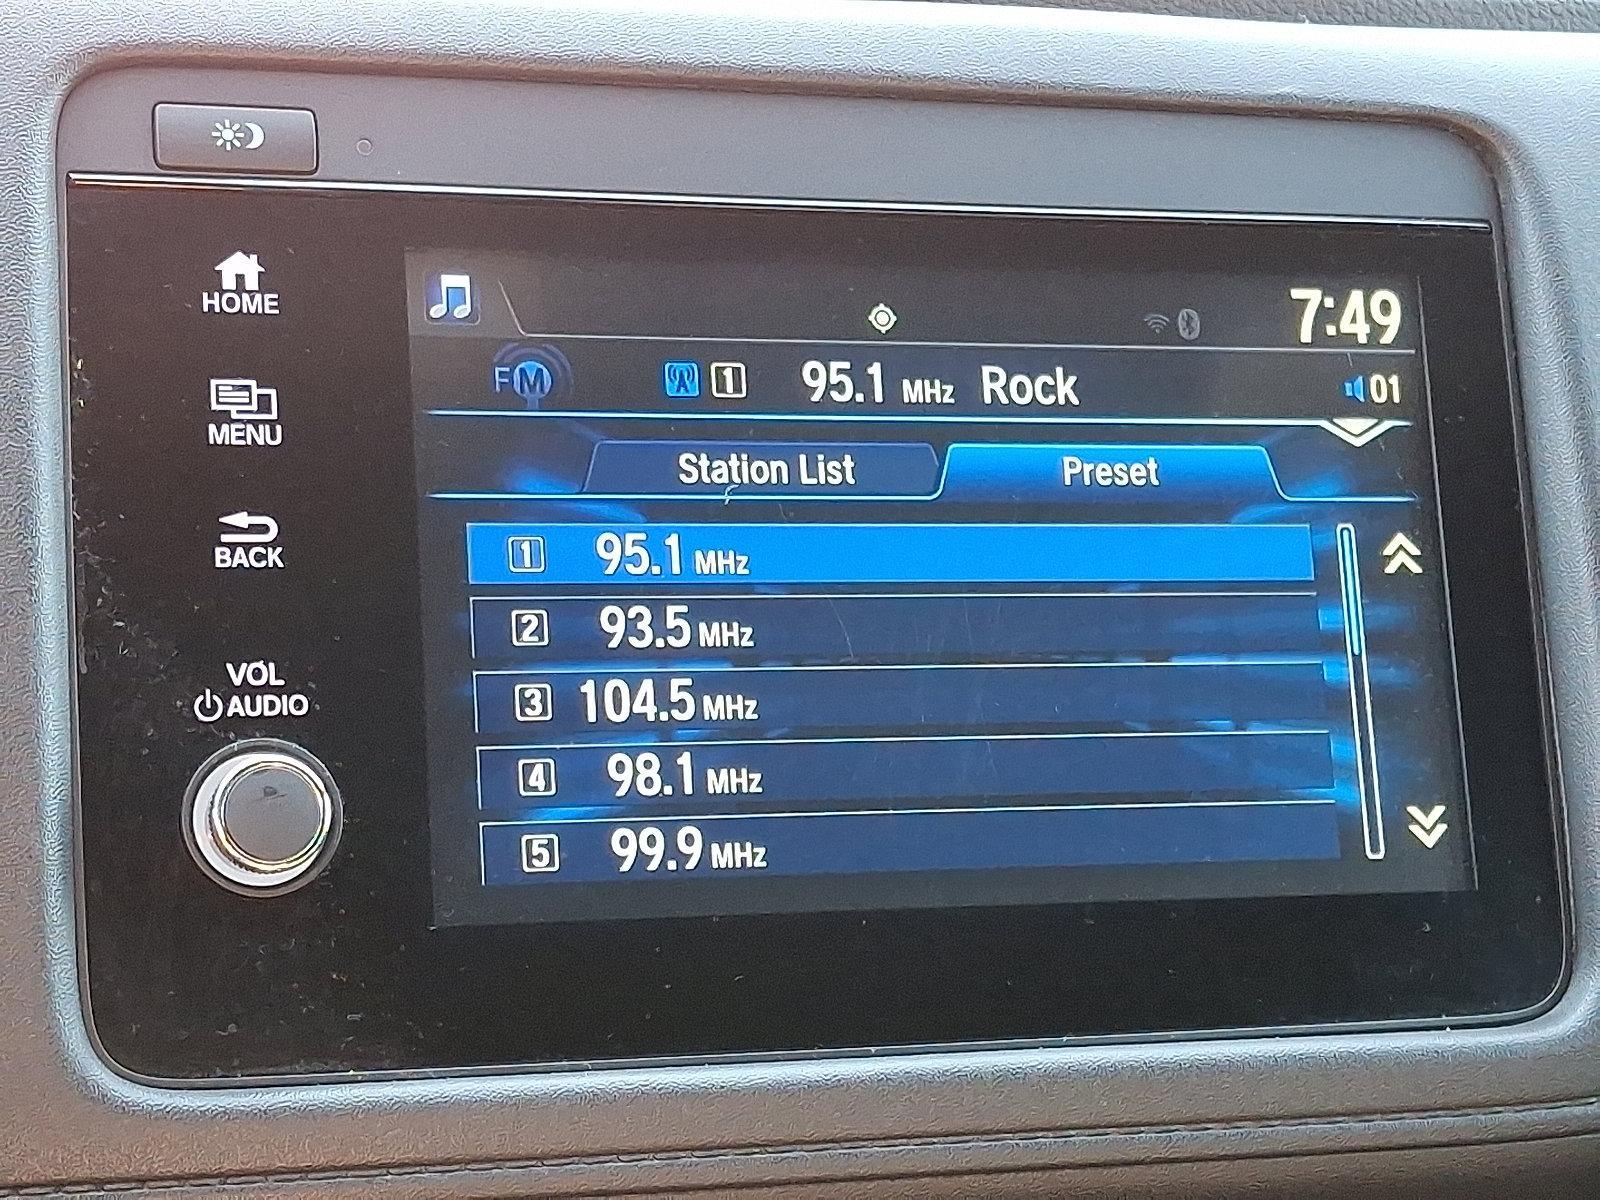 HOME
MENU
BACK
VOL
AUDIO
7:49
FM 1 95.1 MHz Rock 01
Station List Preset
1 95.1 MHz
2 93.5 MHz
3 104.5 MHz
4 98.1 MHz
5 99.9 MHz